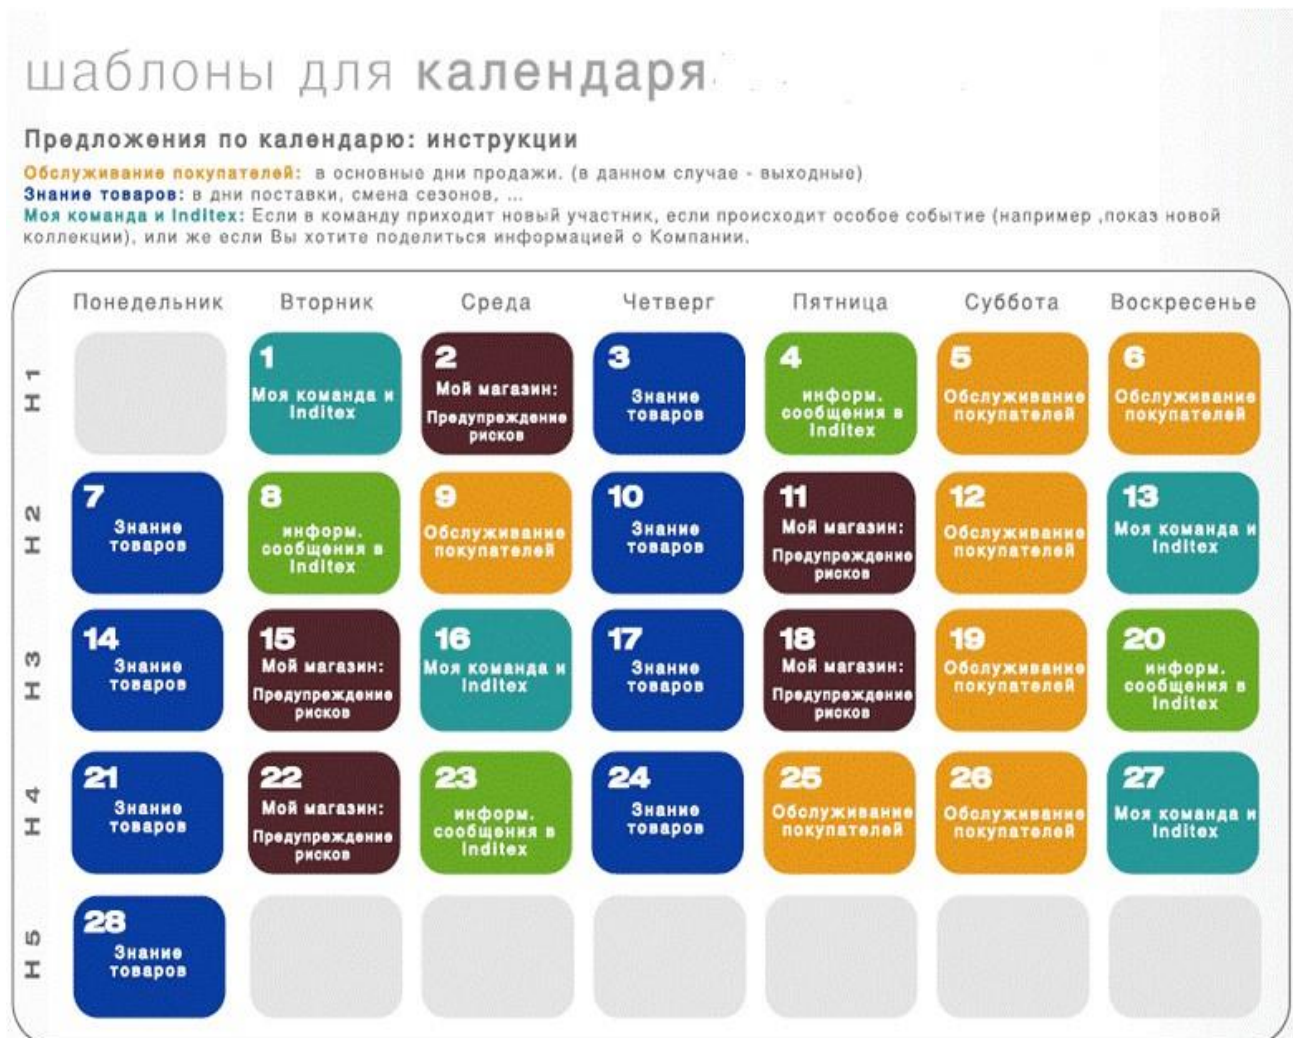 шаблоны для календаря
Предложения по календарю: инструкции
Обслуживание покупателей: в основные дни продажи. (в данном случае - выходные)
Знание товаров: в дни поставки, смена сезонов, ...
Моя команда и Inditex: Если в команду приходит новый участник, если происходит особое событие (например ,показ новой
коллекции), или же если Вы хотите поделиться информацией о Компании.
Понедельник Вторник Среда Четверг Пятница Суббота Воскресенье
Н 1
1
Моя команда и
Inditex
2
Мой магазин:
Предупреждение
рисков
3
Знание
товаров
4
информ.
сообщения в
Inditex
5
Обслуживание
покупателей
6
Обслуживание
покупателей
Н 2
7
Знание
товаров
8
информ.
сообщения в
Inditex
9
Обслуживание
покупателей
10
Знание
товаров
11
Мой магазин:
Предупреждение
рисков
12
Обслуживание
покупателей
13
Моя команда и
Inditex
Н 3
14
Знание
товаров
15
Мой магазин:
Предупреждение
рисков
16
Моя команда и
Inditex
17
Знание
товаров
18
Мой магазин:
Предупреждение
рисков
19
Обслуживание
покупателей
20
информ.
сообщения в
Inditex
Н 4
21
Знание
товаров
22
Мой магазин:
Предупреждение
рисков
23
информ.
сообщения в
Inditex
24
Знание
товаров
25
Обслуживание
покупателей
26
Обслуживание
покупателей
27
Моя команда и
Inditex
Н 5
28
Знание
товаров